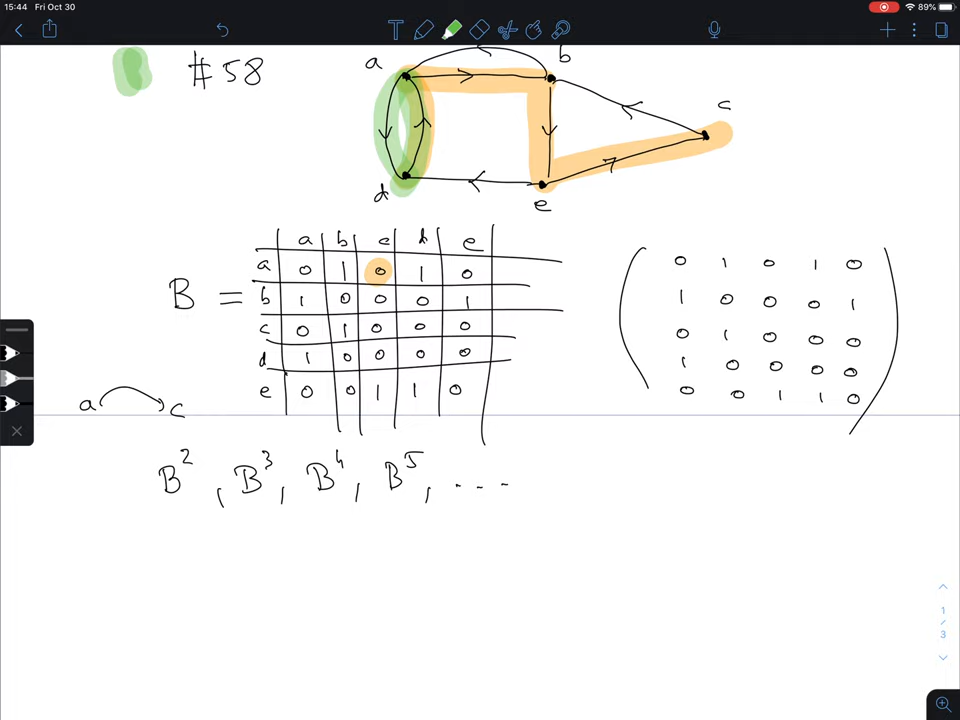 15:44 Fri Oct 30 89%
T
#58
a b
c
d e
a b c d e
a 0 1 0 1 0
b 1 0 0 0 1
c 0 1 0 0 0
d 1 0 0 0 0
e 0 0 1 1 0
B =
0 1 0 1 0
1 0 0 0 1
0 1 0 0 0
1 0 0 0 0
0 0 1 1 0
a c
B², B³, B⁴, B⁵, ....
1
/
3